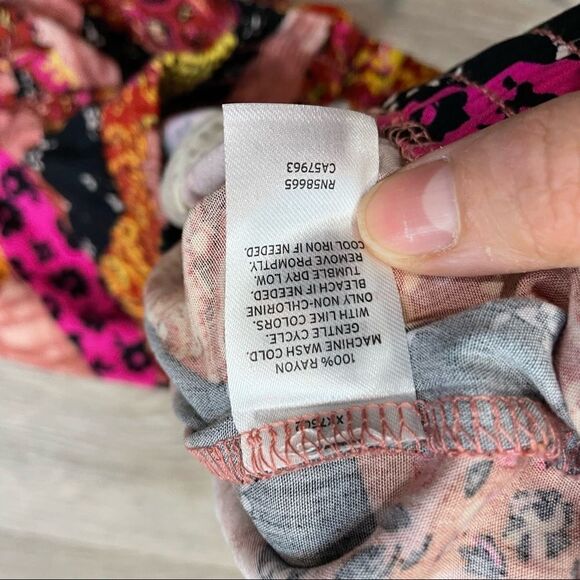 100% RAYON
MACHINE WASH COLD.
GENTLE CYCLE.
WITH LIKE COLORS.
ONLY NON-CHLORINE
BLEACH IF NEEDED.
TUMBLE DRY LOW.
REMOVE PROMPTLY.
COOL IRON IF NEEDED.
RN58665
CA57963